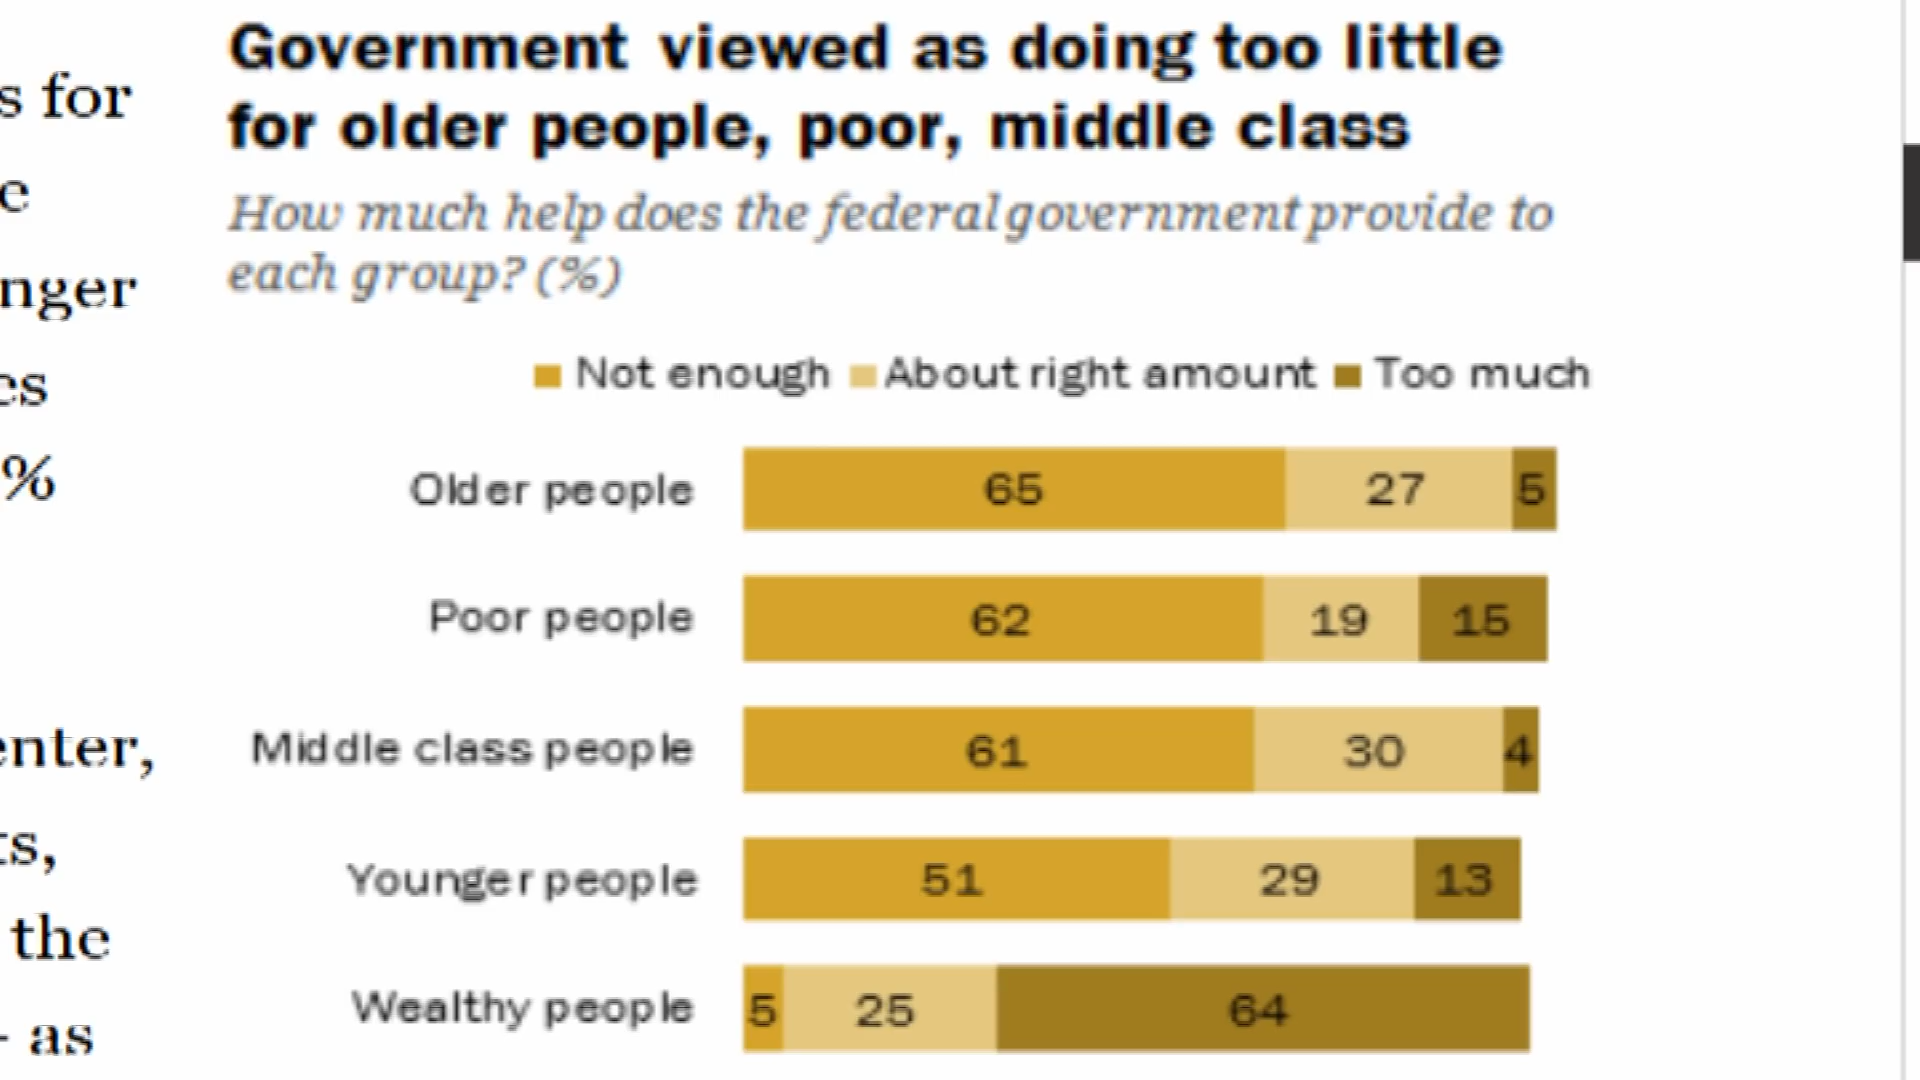 Government viewed as doing too little
for older people, poor, middle class
s for
How much help does the federal government provide to
e
each group? (%)
nger
Not enough About right amount Too much
es
Older people 65 27 5
%
Poor people 62 19 15
enter,
Middle class people 61 30 4
ts,
Younger people 51 29 13
the
Wealthy people 5 25 64
- as